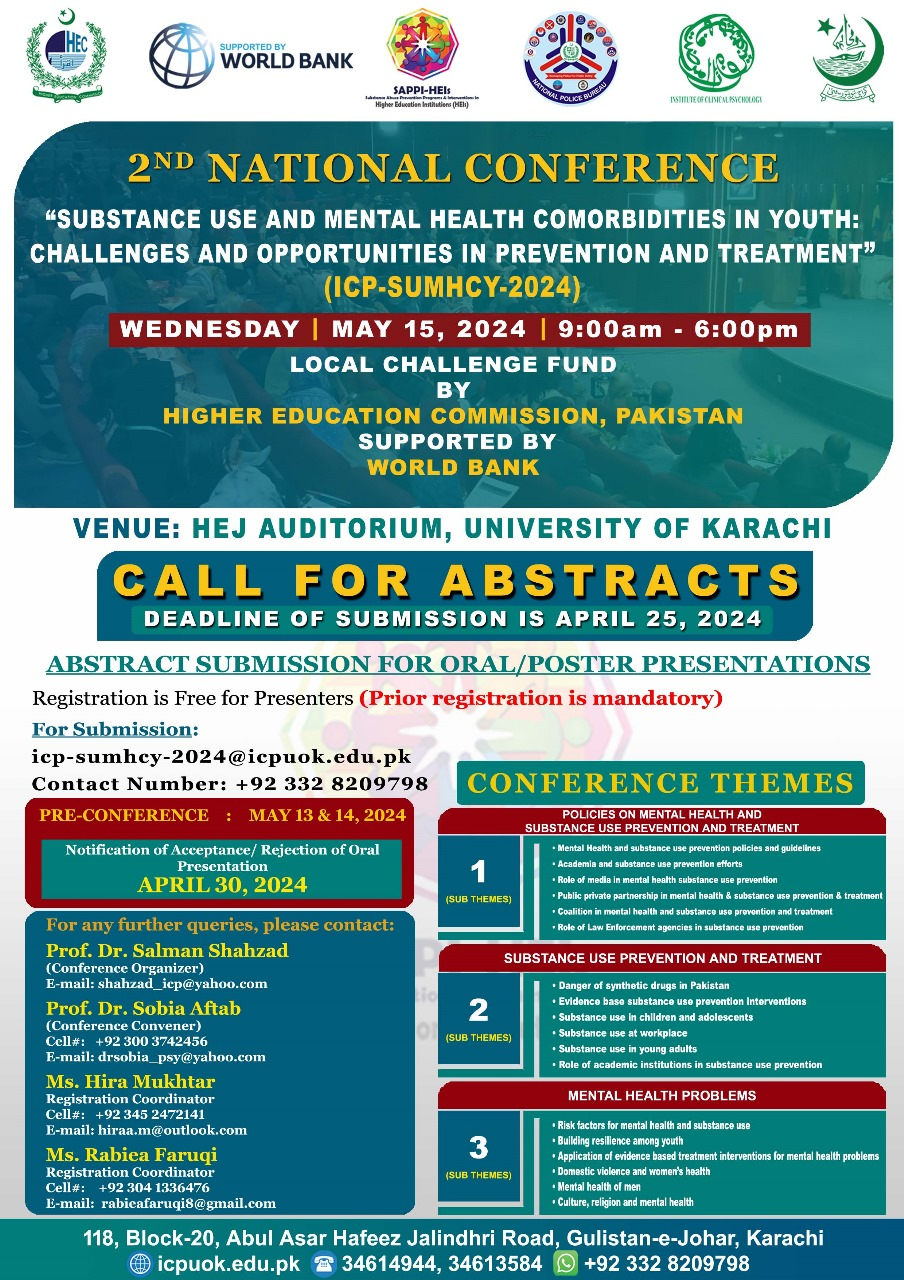 HEC
HIGHER EDUCATION COMMISSION
SUPPORTED BY
WORLD BANK
SAPPI-HEIs
Substance Abuse Prevention Programs & Interventions in
Higher Education Institutions (HEIs)
NATIONAL POLICE BUREAU
INSTITUTE OF CLINICAL PSYCHOLOGY
2ND NATIONAL CONFERENCE
“SUBSTANCE USE AND MENTAL HEALTH COMORBIDITIES IN YOUTH:
CHALLENGES AND OPPORTUNITIES IN PREVENTION AND TREATMENT”
(ICP-SUMHCY-2024)
WEDNESDAY | MAY 15, 2024 | 9:00am - 6:00pm
LOCAL CHALLENGE FUND
BY
HIGHER EDUCATION COMMISSION, PAKISTAN
SUPPORTED BY
WORLD BANK
VENUE: HEJ AUDITORIUM, UNIVERSITY OF KARACHI
CALL FOR ABSTRACTS
DEADLINE OF SUBMISSION IS APRIL 25, 2024
ABSTRACT SUBMISSION FOR ORAL/POSTER PRESENTATIONS
Registration is Free for Presenters (Prior registration is mandatory)
For Submission:
icp-sumhcy-2024@icpuok.edu.pk
Contact Number: +92 332 8209798
PRE-CONFERENCE : MAY 13 & 14, 2024
Notification of Acceptance/ Rejection of Oral
Presentation
APRIL 30, 2024
For any further queries, please contact:
Prof. Dr. Salman Shahzad
(Conference Organizer)
E-mail: shahzad_icp@yahoo.com
Prof. Dr. Sobia Aftab
(Conference Convener)
Cell#: +92 300 3742456
E-mail: drsobia_psy@yahoo.com
Ms. Hira Mukhtar
Registration Coordinator
Cell#: +92 345 2472141
E-mail: hiraa.m@outlook.com
Ms. Rabiea Faruqi
Registration Coordinator
Cell#: +92 304 1336476
E-mail: rabieafaruqi8@gmail.com
CONFERENCE THEMES
POLICIES ON MENTAL HEALTH AND
SUBSTANCE USE PREVENTION AND TREATMENT
1
(SUB THEMES)
• Mental Health and substance use prevention policies and guidelines
• Academia and substance use prevention efforts
• Role of media in mental health substance use prevention
• Public private partnership in mental health & substance use prevention & treatment
• Coalition in mental health and substance use prevention and treatment
• Role of Law Enforcement agencies in substance use prevention
SUBSTANCE USE PREVENTION AND TREATMENT
2
(SUB THEMES)
• Danger of synthetic drugs in Pakistan
• Evidence base substance use prevention interventions
• Substance use in children and adolescents
• Substance use at workplace
• Substance use in young adults
• Role of academic institutions in substance use prevention
MENTAL HEALTH PROBLEMS
3
(SUB THEMES)
• Risk factors for mental health and substance use
• Building resilience among youth
• Application of evidence based treatment interventions for mental health problems
• Domestic violence and women's health
• Mental health of men
• Culture, religion and mental health
118, Block-20, Abul Asar Hafeez Jalindhri Road, Gulistan-e-Johar, Karachi
icpuok.edu.pk 34614944, 34613584 +92 332 8209798